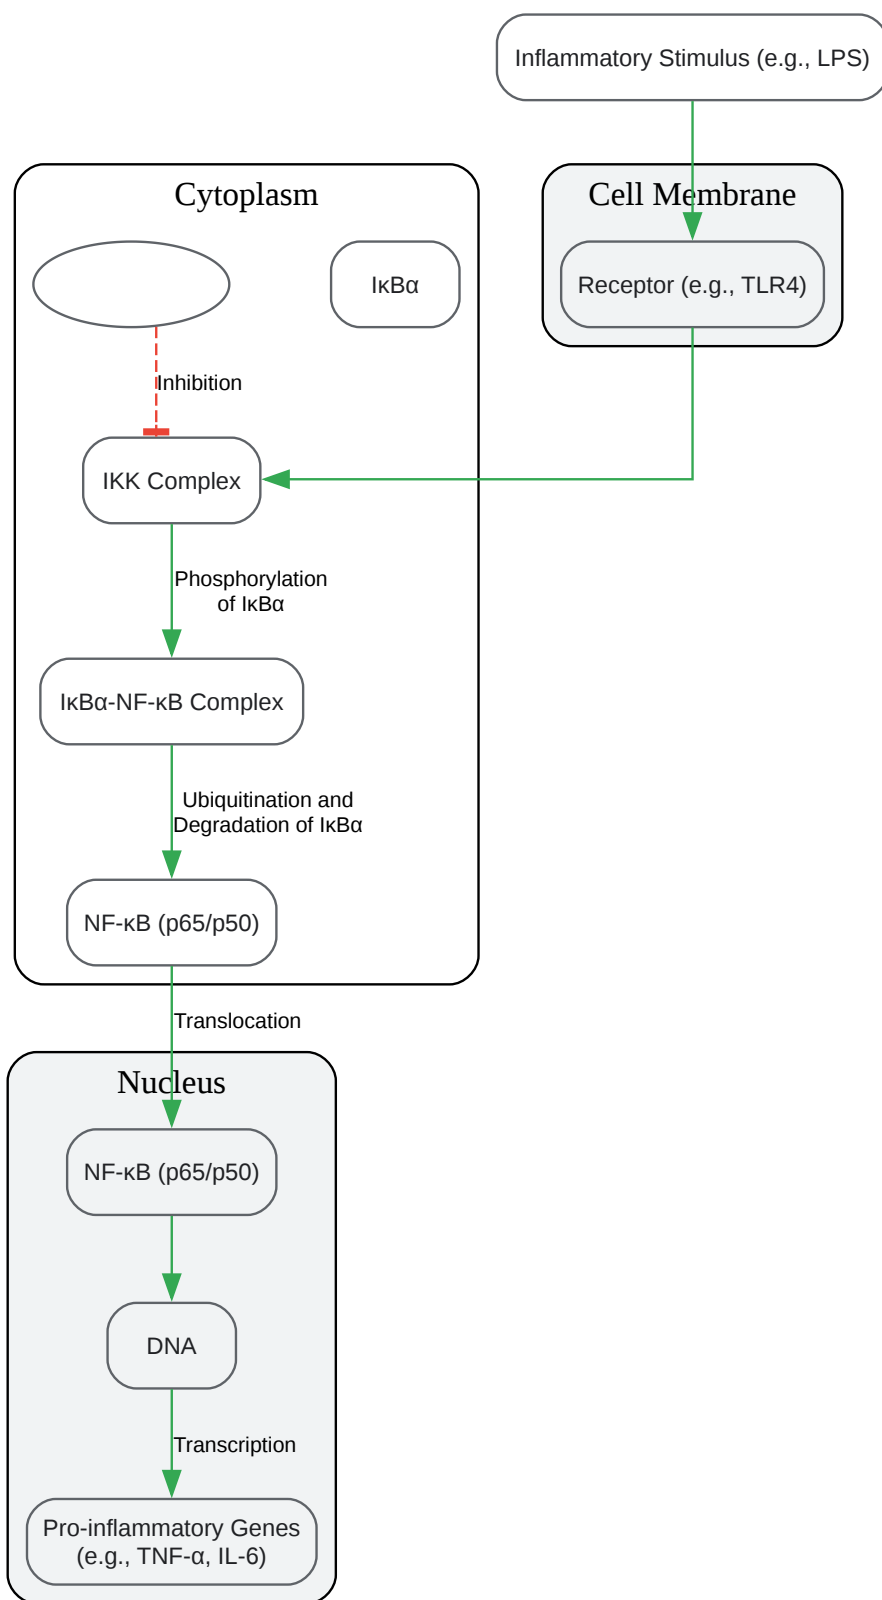 Inflammatory Stimulus (e.g., LPS)
Cytoplasm
Cell Membrane
IκBα
Receptor (e.g., TLR4)
Inhibition
IKK Complex
Phosphorylation
of IκBα
IκBα-NF-κB Complex
Ubiquitination and
Degradation of IκBα
NF-κB (p65/p50)
Translocation
Nucleus
NF-κB (p65/p50)
DNA
Transcription
Pro-inflammatory Genes
(e.g., TNF-α, IL-6)